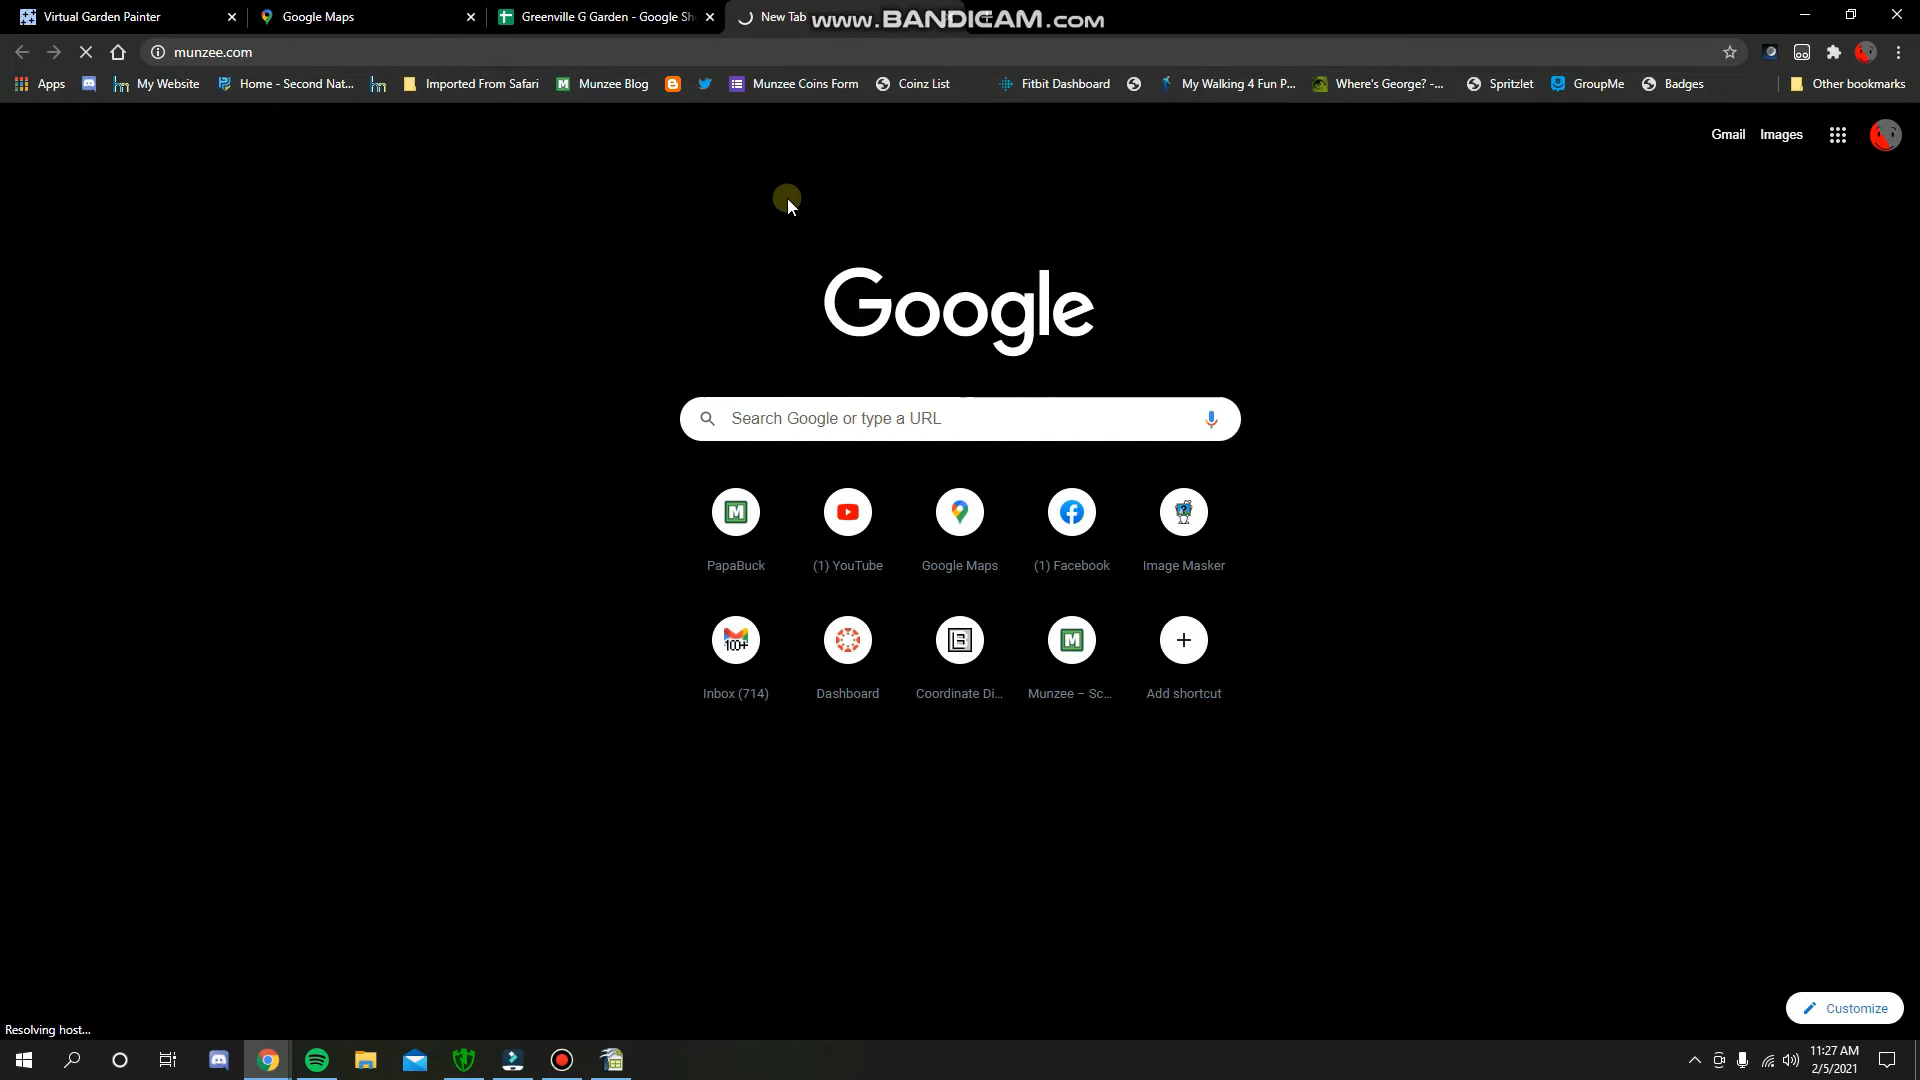 Virtual Garden Painter
Google Maps
Greenville G Garden - Google Sh
New Tab
www.BANDICAM.com
munzee.com
Apps
My Website
Home - Second Nat...
Imported From Safari
Munzee Blog
Munzee Coins Form
Coinz List
Fitbit Dashboard
My Walking 4 Fun P...
Where's George? -...
Spritzlet
GroupMe
Badges
Other bookmarks
Gmail
Images
Google
Search Google or type a URL
PapaBuck
(1) YouTube
Google Maps
(1) Facebook
Image Masker
100+
Inbox (714)
Dashboard
Coordinate Di...
Munzee – Sc...
Add shortcut
Customize
Resolving host...
11:27 AM
2/5/2021